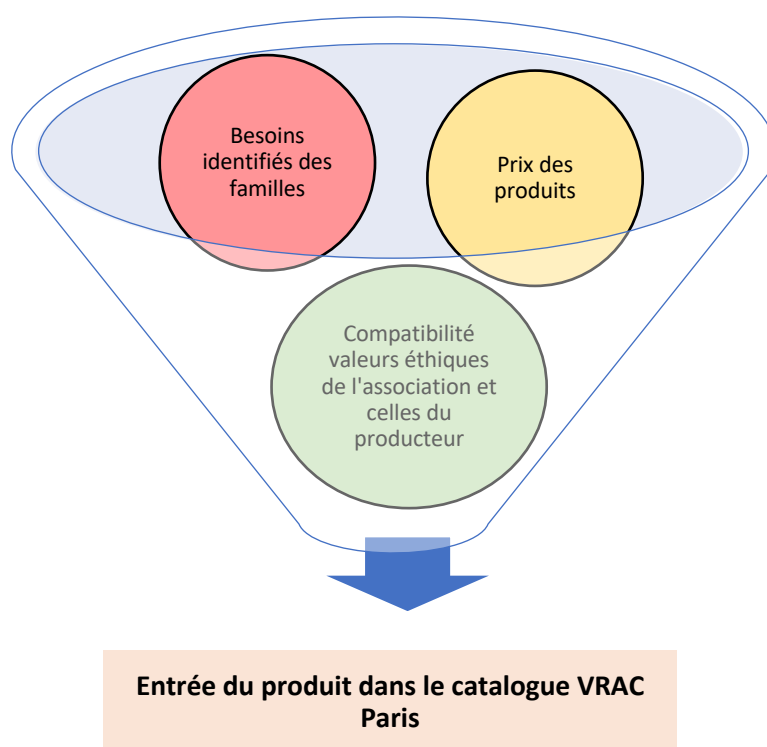 Besoins
identifiés des
familles
Prix des
produits
Compatibilité
valeurs éthiques
de l'association et
celles du
producteur
Entrée du produit dans le catalogue VRAC
Paris